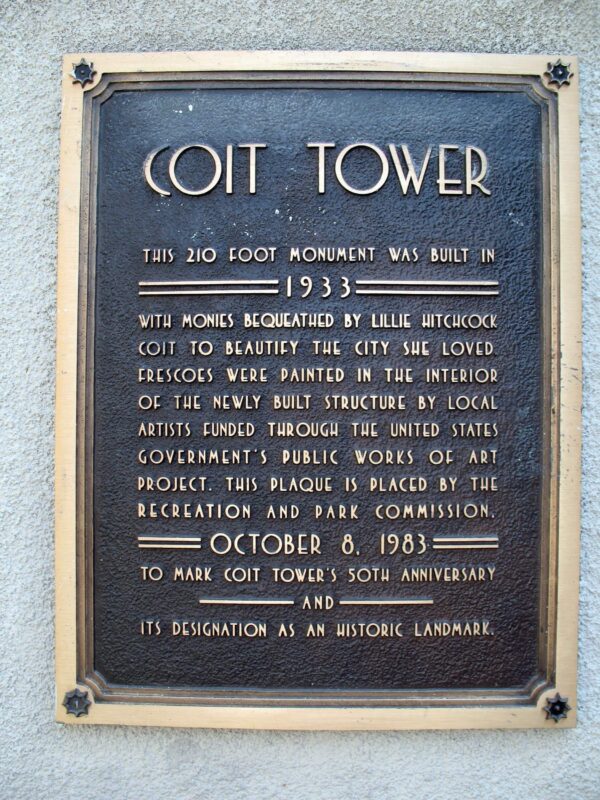 COIT TOWER
THIS 210 FOOT MONUMENT WAS BUILT IN
1933
WITH MONIES BEQUEATHED BY LILLIE HITCHCOCK
COIT TO BEAUTIFY THE CITY SHE LOVED.
FRESCOES WERE PAINTED IN THE INTERIOR
OF THE NEWLY BUILT STRUCTURE BY LOCAL
ARTISTS FUNDED THROUGH THE UNITED STATES
GOVERNMENT'S PUBLIC WORKS OF ART
PROJECT. THIS PLAQUE IS PLACED BY THE
RECREATION AND PARK COMMISSION,
OCTOBER 8, 1983
TO MARK COIT TOWER'S 50TH ANNIVERSARY
AND
ITS DESIGNATION AS AN HISTORIC LANDMARK.